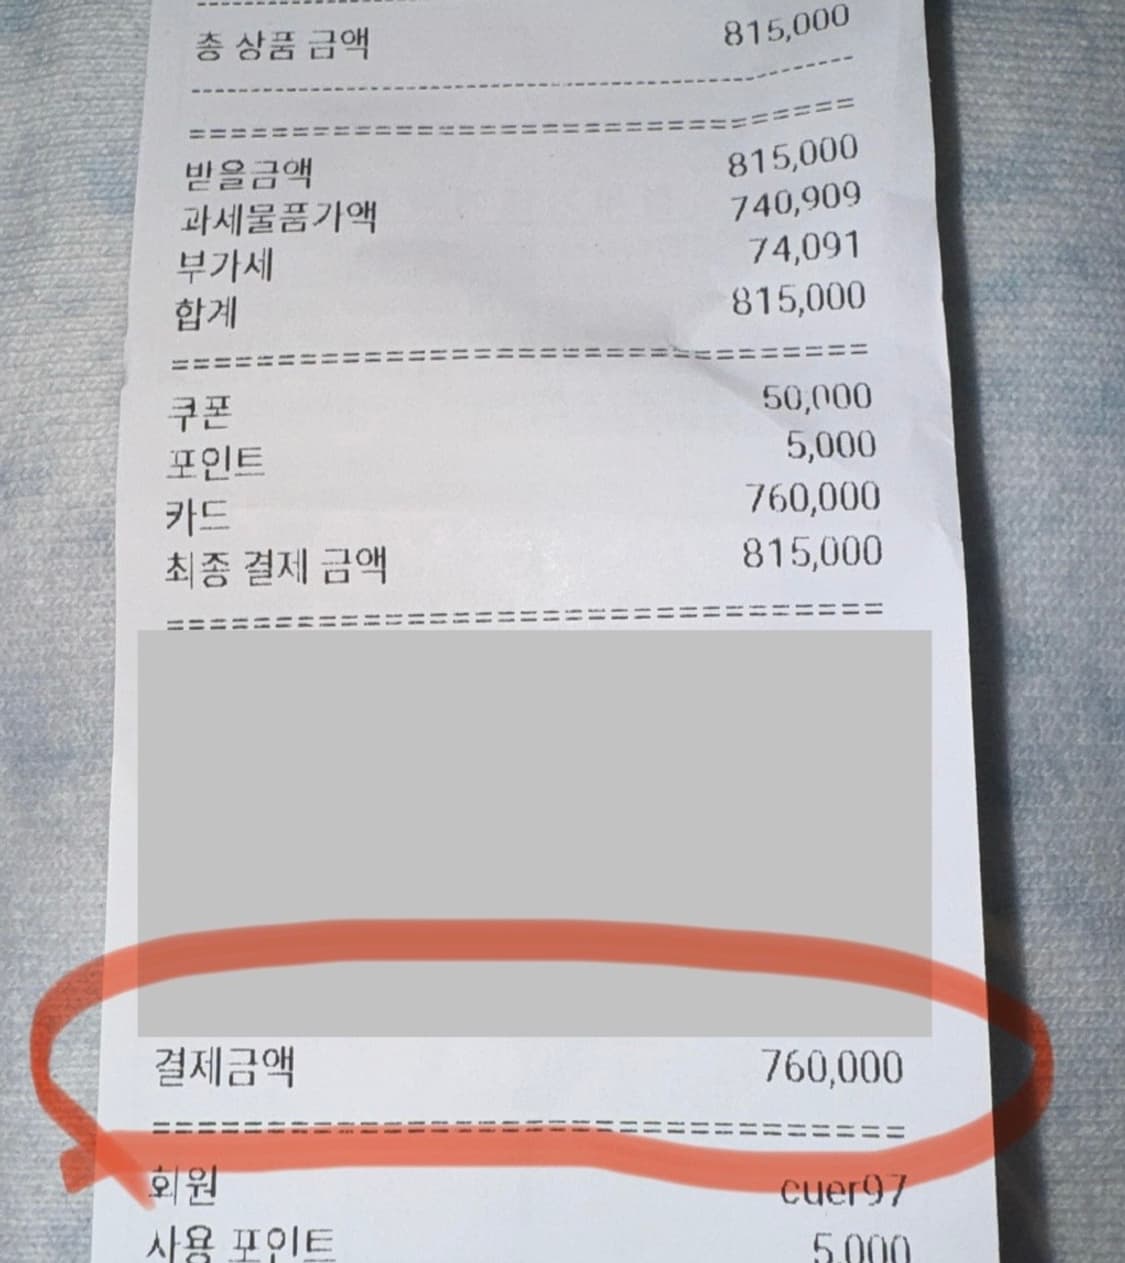 총 상품 금액 815,000
--------------------------------
================================
받을금액 815,000
과세물품가액 740,909
부가세 74,091
합계 815,000
================================
쿠폰 50,000
포인트 5,000
카드 760,000
최종 결제 금액 815,000
================================
결제금액 760,000
================================
회원 cuer97
사용 포인트 5,000